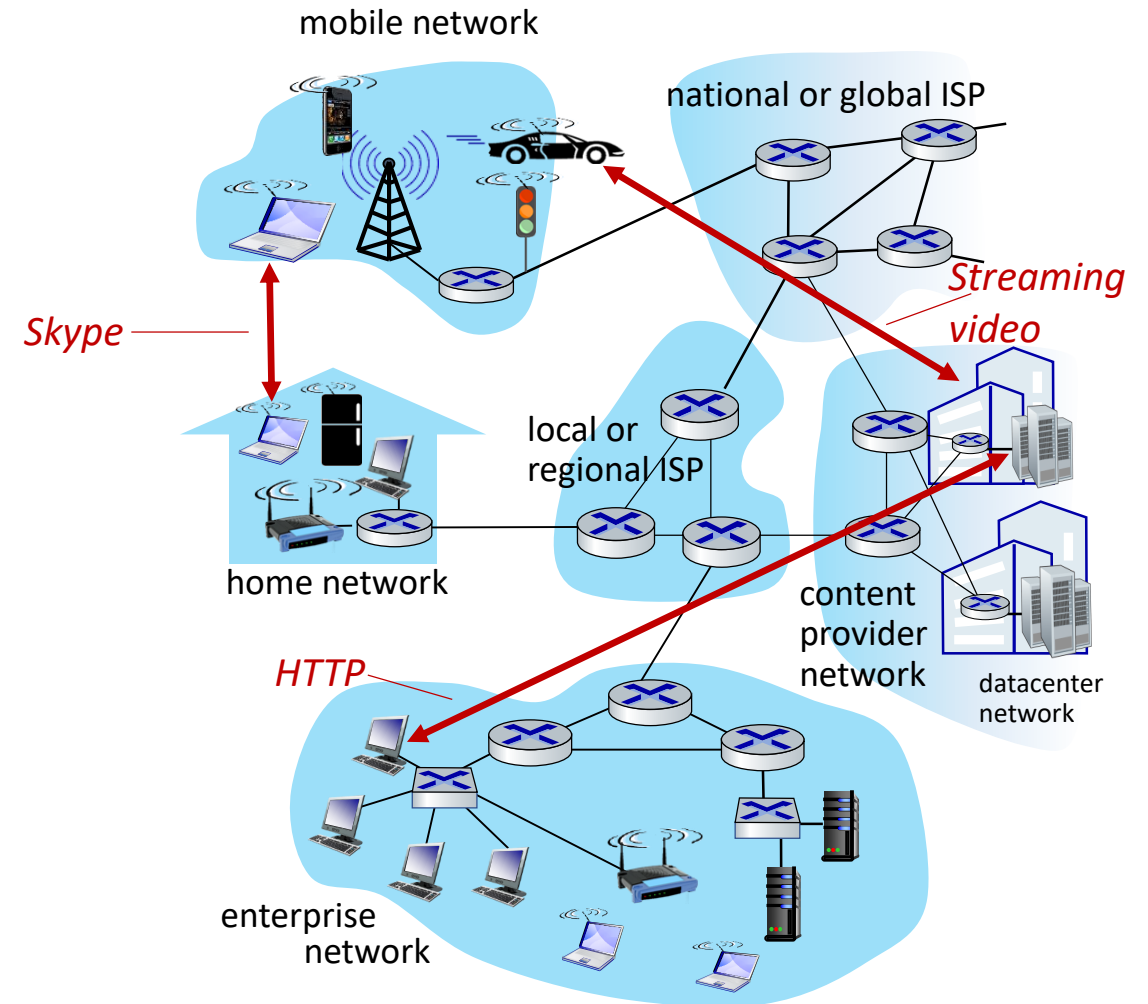 mobile network
national or global ISP
Streaming
video
Skype
local or
regional ISP
home network
content
provider
network
datacenter
network
HTTP
enterprise
network